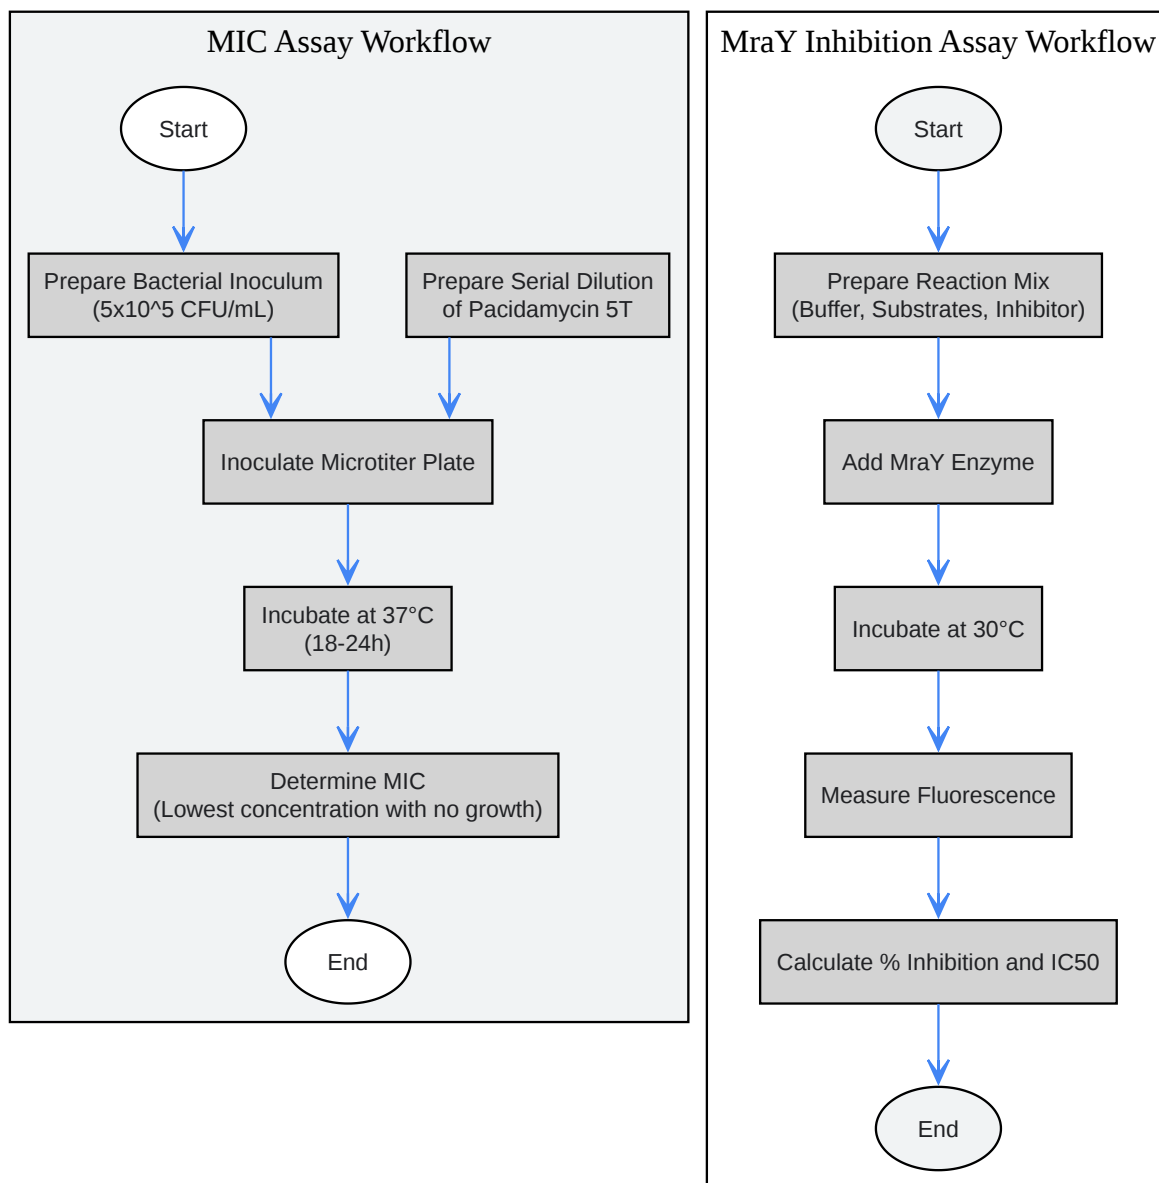 MIC Assay Workflow
Start
Prepare Bacterial Inoculum
(5x10^5 CFU/mL)
Prepare Serial Dilution
of Pacidamycin 5T
Inoculate Microtiter Plate
Incubate at 37°C
(18-24h)
Determine MIC
(Lowest concentration with no growth)
End
MraY Inhibition Assay Workflow
Start
Prepare Reaction Mix
(Buffer, Substrates, Inhibitor)
Add MraY Enzyme
Incubate at 30°C
Measure Fluorescence
Calculate % Inhibition and IC50
End